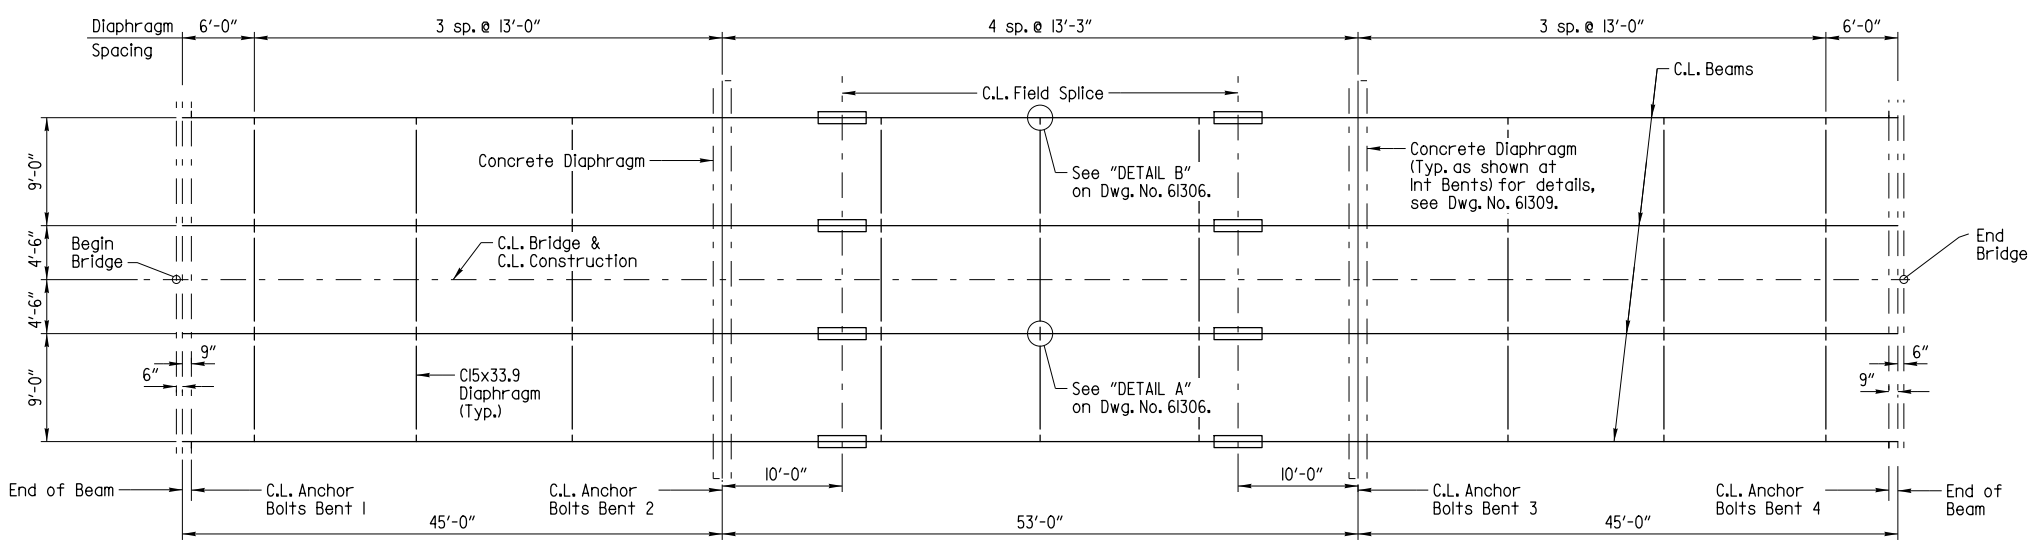 Diaphragm
Spacing
6'-0"
3 sp. @ 13'-0"
4 sp. @ 13'-3"
3 sp. @ 13'-0"
6'-0"
C.L. Beams
C.L. Field Splice
Concrete Diaphragm
See "DETAIL B"
on Dwg. No. 61306.
Concrete Diaphragm
(Typ. as shown at
Int Bents) for details,
see Dwg. No. 61309.
9'-0"
4'-6"
4'-6"
9'-0"
Begin
Bridge
C.L. Bridge &
C.L. Construction
End
Bridge
9"
6"
C15x33.9
Diaphragm
(Typ.)
See "DETAIL A"
on Dwg. No. 61306.
6"
9"
End of Beam
C.L. Anchor
Bolts Bent 1
C.L. Anchor
Bolts Bent 2
10'-0"
10'-0"
C.L. Anchor
Bolts Bent 3
C.L. Anchor
Bolts Bent 4
End of
Beam
45'-0"
53'-0"
45'-0"